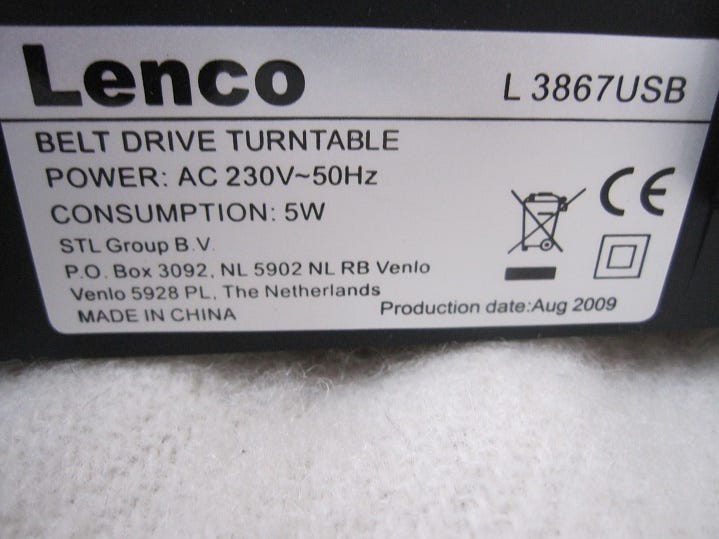 Lenco
L 3867USB
BELT DRIVE TURNTABLE
POWER: AC 230V~50Hz
CONSUMPTION: 5W
STL Group B.V.
P.O. Box 3092, NL 5902 NL RB Venlo
Venlo 5928 PL, The Netherlands
MADE IN CHINA
Production date:Aug 2009
CE